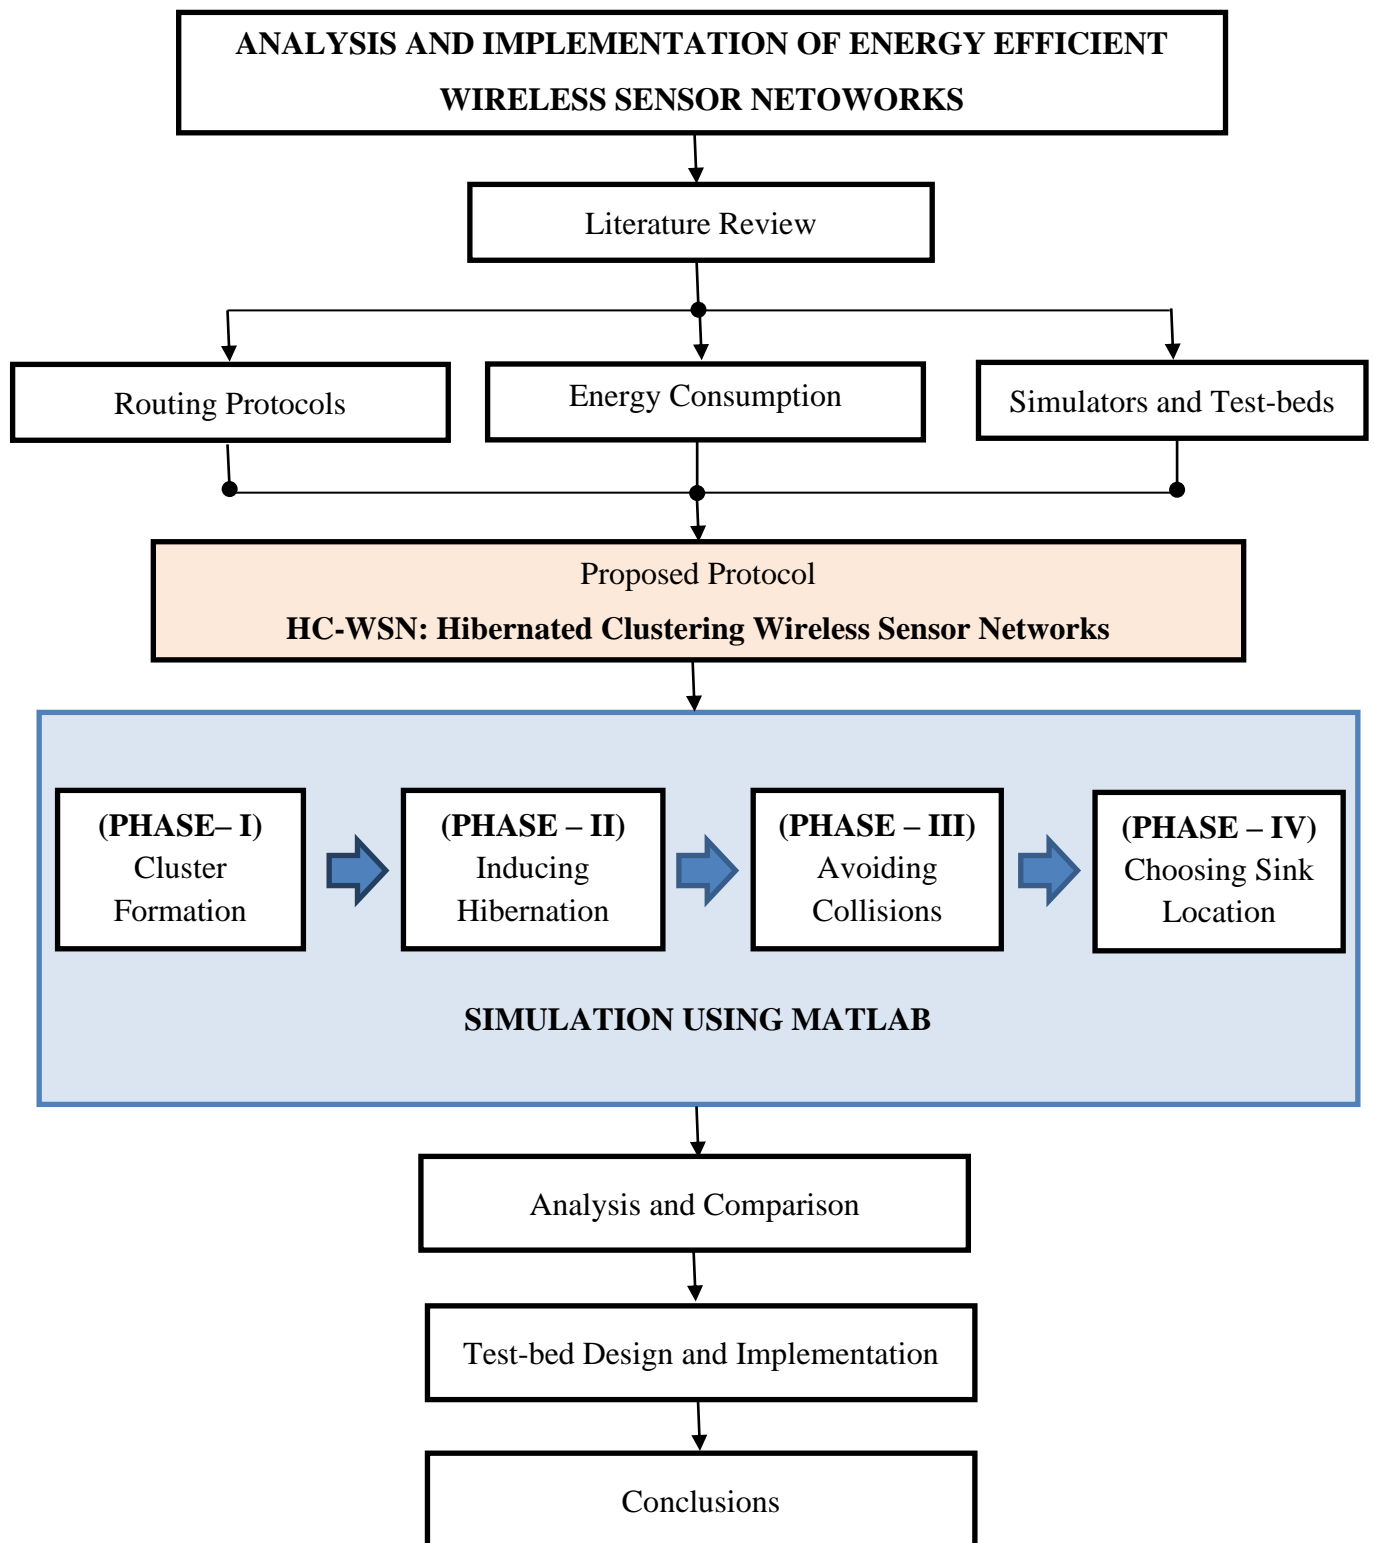 ANALYSIS AND IMPLEMENTATION OF ENERGY EFFICIENT
WIRELESS SENSOR NETOWORKS
Literature Review
Routing Protocols
Energy Consumption
Simulators and Test-beds
Proposed Protocol
HC-WSN: Hibernated Clustering Wireless Sensor Networks
(PHASE– I)
Cluster
Formation
(PHASE – II)
Inducing
Hibernation
(PHASE – III)
Avoiding
Collisions
(PHASE – IV)
Choosing Sink
Location
SIMULATION USING MATLAB
Analysis and Comparison
Test-bed Design and Implementation
Conclusions